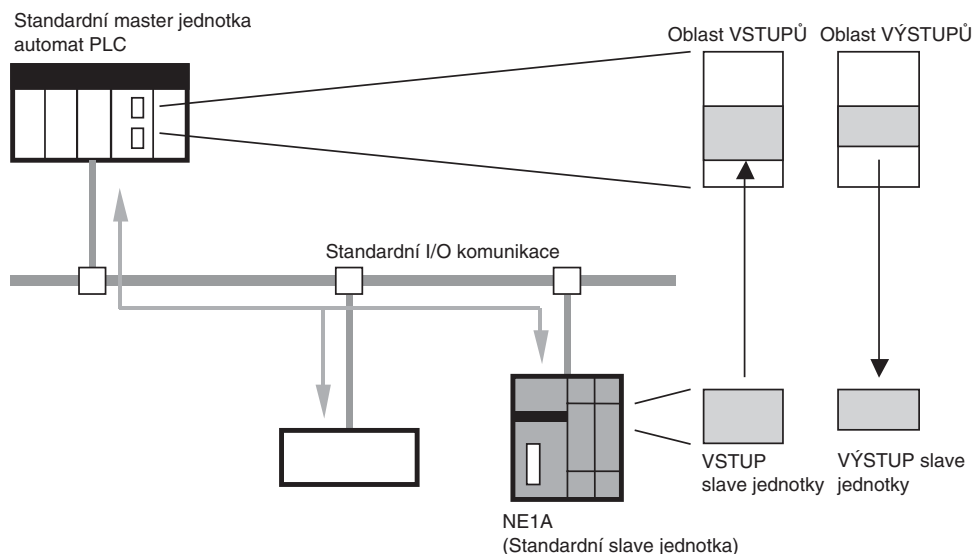 Standardní master jednotka
automat PLC
Oblast VSTUPŮ
Oblast VÝSTUPŮ
Standardní I/O komunikace
VSTUP
slave jednotky
VÝSTUP slave
jednotky
NE1A
(Standardní slave jednotka)